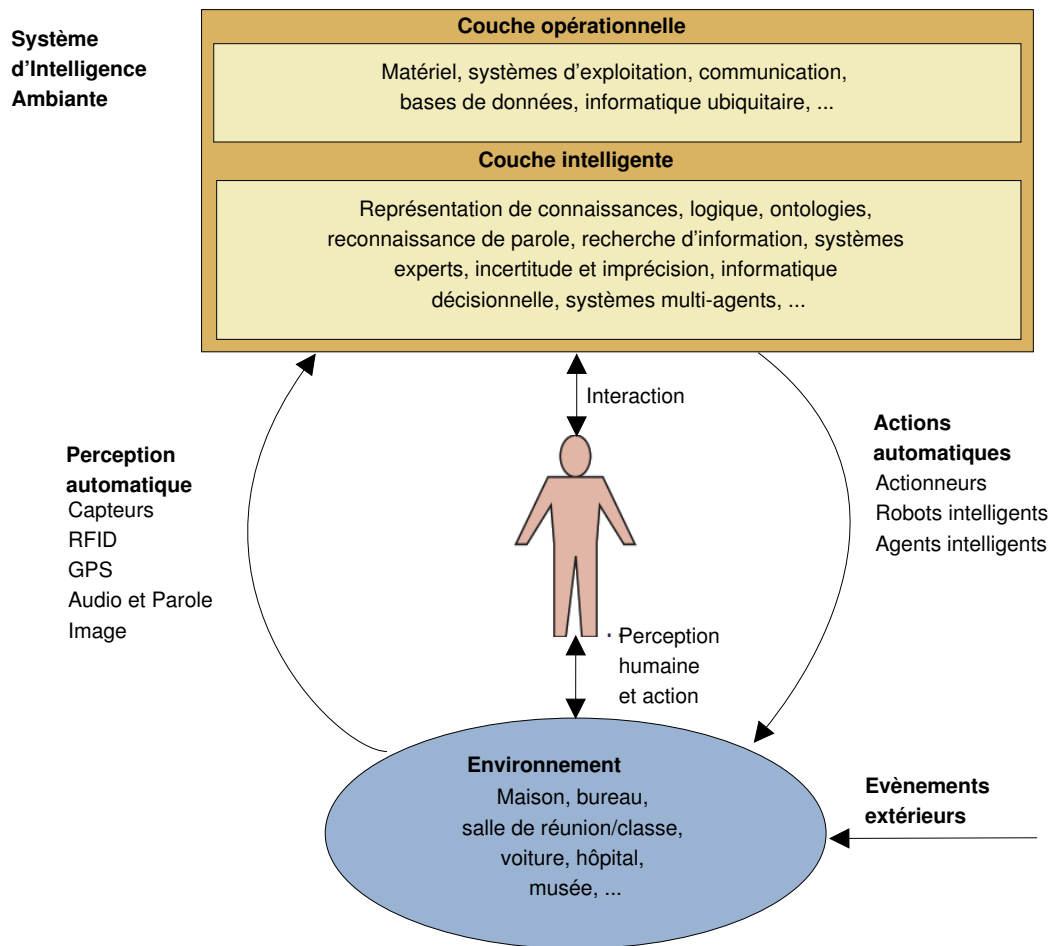 Système
d'Intelligence
Ambiante
Couche opérationnelle
Matériel, systèmes d'exploitation, communication,
bases de données, informatique ubiquitaire, ...
Couche intelligente
Représentation de connaissances, logique, ontologies,
reconnaissance de parole, recherche d'information, systèmes
experts, incertitude et imprécision, informatique
décisionnelle, systèmes multi-agents, ...
Interaction
Perception
automatique
Capteurs
RFID
GPS
Audio et Parole
Image
Actions
automatiques
Actionneurs
Robots intelligents
Agents intelligents
Perception
humaine
et action
Environnement
Maison, bureau,
salle de réunion/classe,
voiture, hôpital,
musée, ...
Evènements
extérieurs